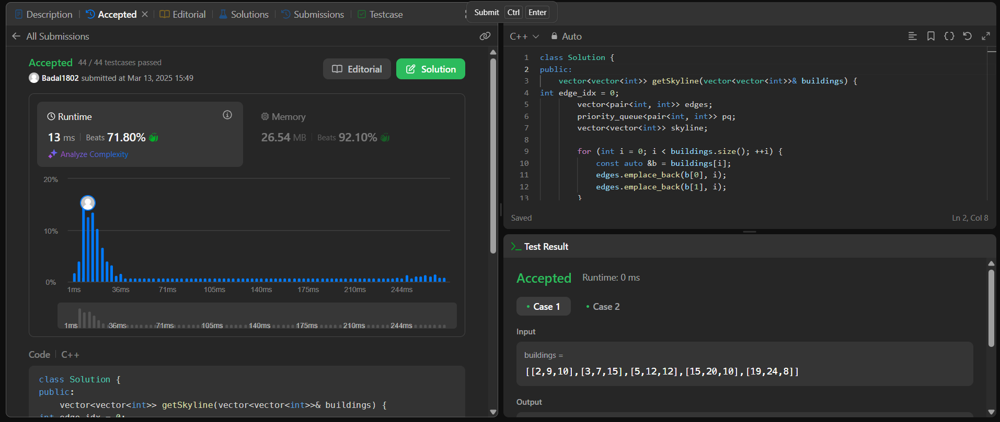 Description
Accepted
Editorial
Solutions
Submissions
Testcase
Submit Ctrl Enter
All Submissions
Accepted 44 / 44 testcases passed
Badal1802 submitted at Mar 13, 2025 15:49
Editorial
Solution
Runtime
13 ms Beats 71.80%
Analyze Complexity
Memory
26.54 MB Beats 92.10%
20%
10%
0%
1ms 36ms 71ms 105ms 140ms 175ms 210ms 244ms
1ms 36ms 71ms 105ms 140ms 175ms 210ms 244ms
Code C++
class Solution {
public:
vector<vector<int>> getSkyline(vector<vector<int>>& buildings) {
int edge_idx = 0;
C++ Auto
1 class Solution {
2 public:
3 vector<vector<int>> getSkyline(vector<vector<int>>& buildings) {
4 int edge_idx = 0;
5 vector<pair<int, int>> edges;
6 priority_queue<pair<int, int>> pq;
7 vector<vector<int>> skyline;
8
9 for (int i = 0; i < buildings.size(); ++i) {
10 const auto &b = buildings[i];
11 edges.emplace_back(b[0], i);
12 edges.emplace_back(b[1], i);
13 }
Saved
Ln 2, Col 8
Test Result
Accepted Runtime: 0 ms
Case 1
Case 2
Input
buildings =
[[2,9,10],[3,7,15],[5,12,12],[15,20,10],[19,24,8]]
Output